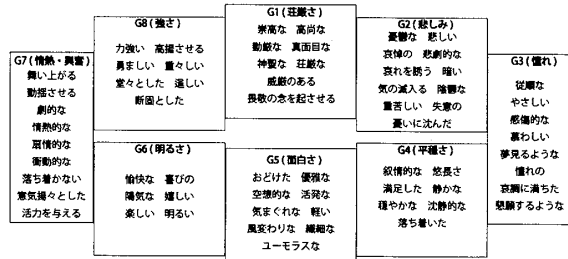 G1 (荘厳さ)
崇高な 高尚な
勤厳な 真面目な
神聖な 荘厳な
威厳のある
畏敬の念を起させる
G2 (悲しみ)
憂鬱な 悲しい
哀悼の 悲劇的な
哀れを誘う 暗い
気の滅入る 陰鬱な
重苦しい 失意の
憂いに沈んだ
G3 (憧れ)
従順な
やさしい
感傷的な
慕わしい
夢見るような
憧れの
哀調に満ちた
懇願するような
G4 (平穏さ)
叙情的な 悠長さ
満足した 静かな
穏やかな 沈静的な
落ち着いた
G5 (面白さ)
おどけた 優雅な
空想的な 活発な
気まぐれな 軽い
風変わりな 繊細な
ユーモラスな
G6 (明るさ)
愉快な 喜びの
陽気な 嬉しい
楽しい 明るい
G7 (情熱・興奮)
舞い上がる
動揺させる
劇的な
情熱的な
扇情的な
衝動的な
落ち着かない
意気揚々とした
活力を与える
G8 (強さ)
力強い 高揚させる
勇ましい 重々しい
堂々とした 逞しい
断固とした